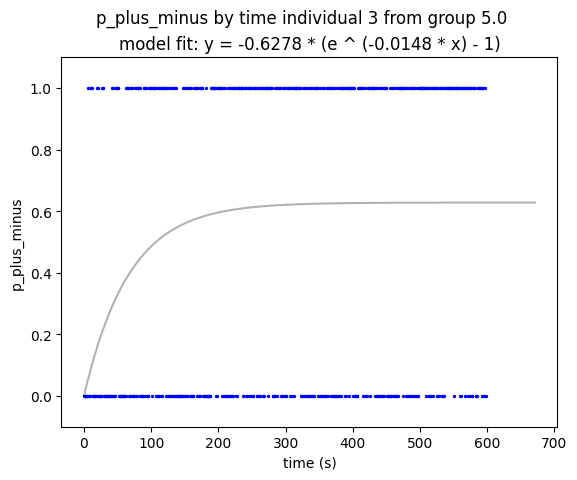 p_plus_minus by time individual 3 from group 5.0
model fit: y = -0.6278 * (e ^ (-0.0148 * x) - 1)
1.0
0.8
0.6
0.4
0.2
0.0
p_plus_minus
0 100 200 300 400 500 600 700
time (s)